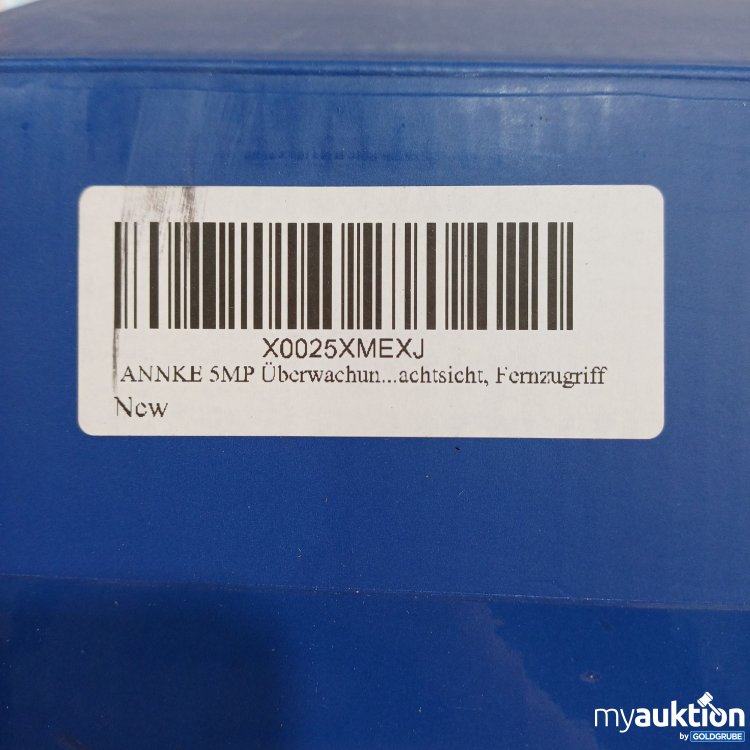 X0025XMEXJ
ANNKE 5MP Überwachun...achtsicht, Fernzugriff
New
myauktion
by GOLDGRUBE